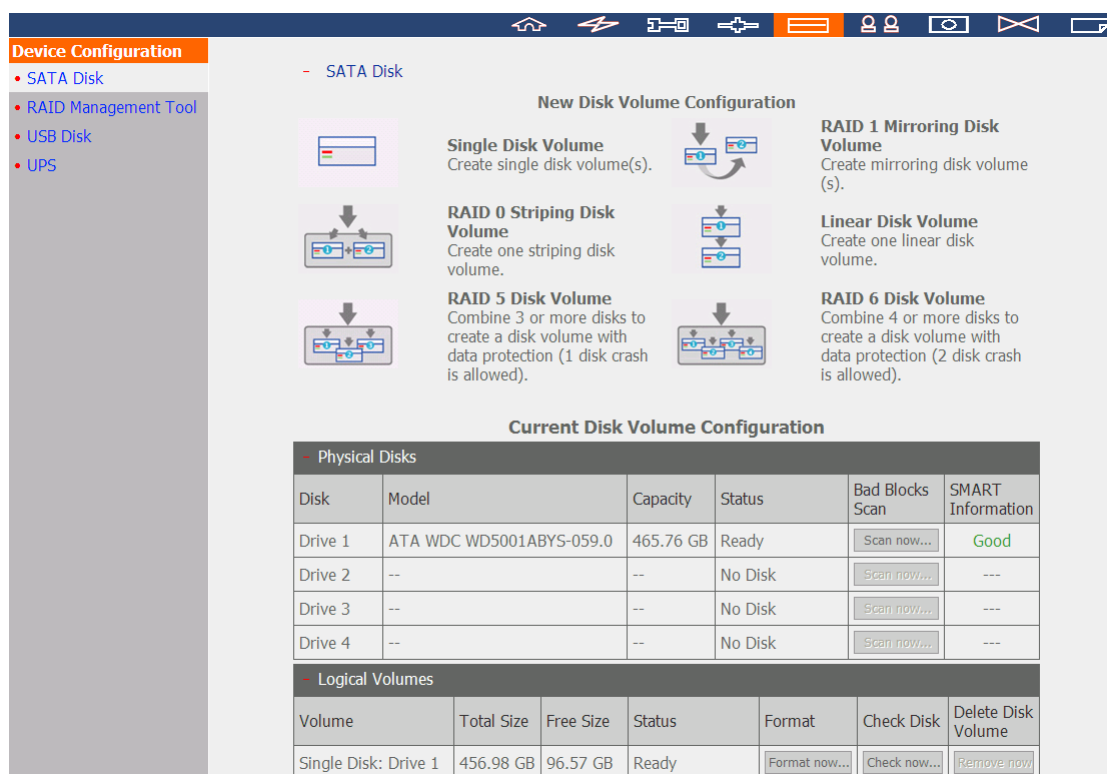 Device Configuration
SATA Disk
RAID Management Tool
USB Disk
UPS
- SATA Disk
New Disk Volume Configuration
Single Disk Volume
Create single disk volume(s).
RAID 1 Mirroring Disk
Volume
Create mirroring disk volume
(s).
RAID 0 Striping Disk
Volume
Create one striping disk
volume.
Linear Disk Volume
Create one linear disk
volume.
RAID 5 Disk Volume
Combine 3 or more disks to
create a disk volume with
data protection (1 disk crash
is allowed).
RAID 6 Disk Volume
Combine 4 or more disks to
create a disk volume with
data protection (2 disk crash
is allowed).
Current Disk Volume Configuration
- Physical Disks
Disk Model Capacity Status Bad Blocks Scan SMART Information
Drive 1 ATA WDC WD5001ABYS-059.0 465.76 GB Ready Scan now... Good
Drive 2 -- -- No Disk Scan now... ---
Drive 3 -- -- No Disk Scan now... ---
Drive 4 -- -- No Disk Scan now... ---
- Logical Volumes
Volume Total Size Free Size Status Format Check Disk Delete Disk Volume
Single Disk: Drive 1 456.98 GB 96.57 GB Ready Format now... Check now... Remove now